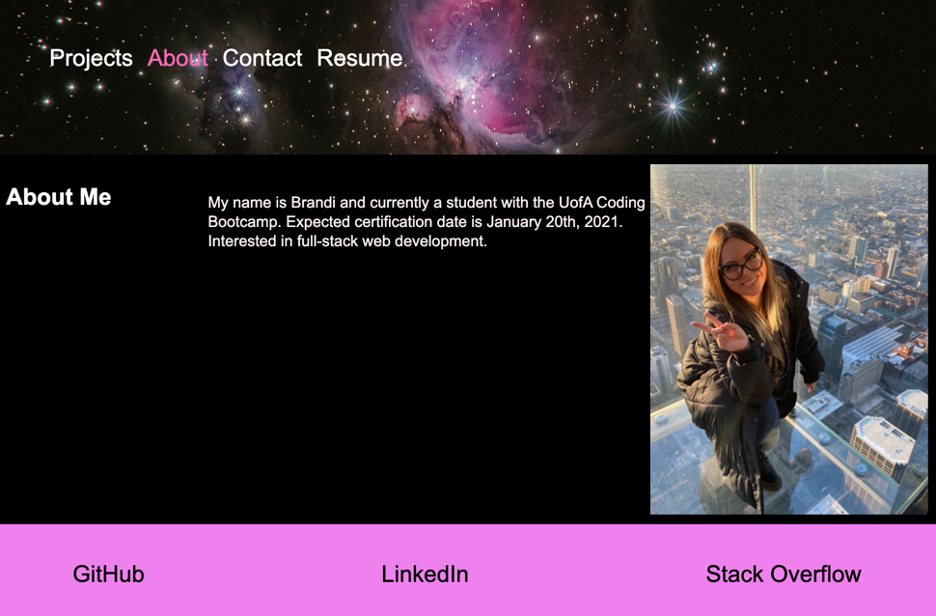 Projects About Contact Resume
About Me
My name is Brandi and currently a student with the UofA Coding
Bootcamp. Expected certification date is January 20th, 2021.
Interested in full-stack web development.
GitHub LinkedIn Stack Overflow